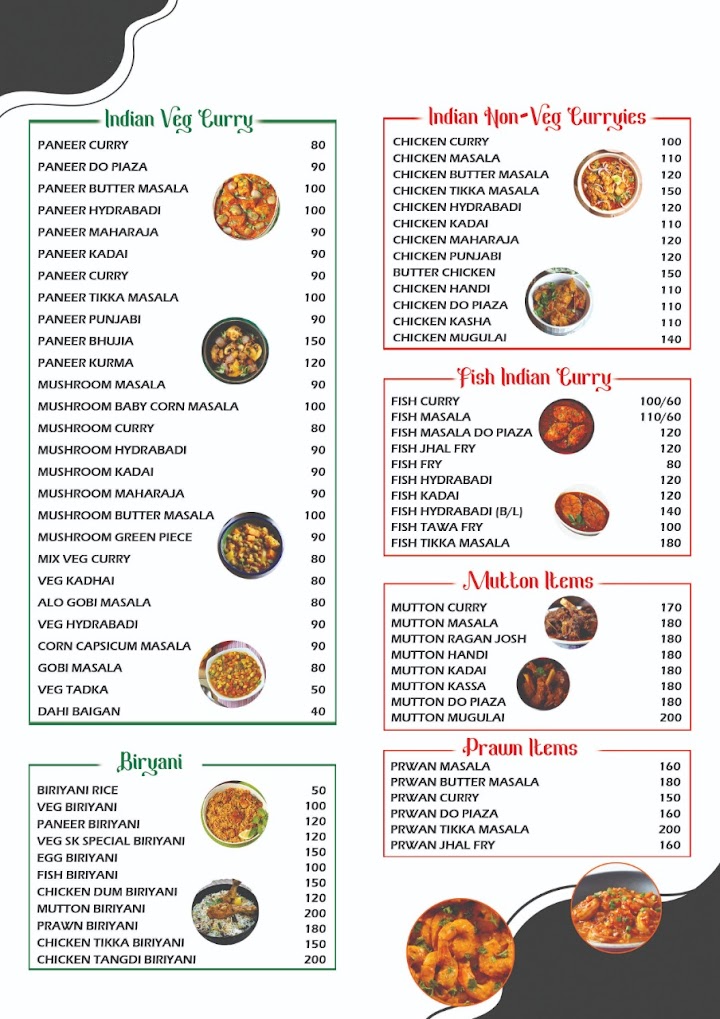 Indian Veg Curry
PANEER CURRY 80
PANEER DO PIAZA 90
PANEER BUTTER MASALA 100
PANEER HYDRABADI 100
PANEER MAHARAJA 90
PANEER KADAI 90
PANEER CURRY 90
PANEER TIKKA MASALA 100
PANEER PUNJABI 90
PANEER BHUJIA 150
PANEER KURMA 120
MUSHROOM MASALA 90
MUSHROOM BABY CORN MASALA 100
MUSHROOM CURRY 80
MUSHROOM HYDRABADI 90
MUSHROOM KADAI 90
MUSHROOM MAHARAJA 90
MUSHROOM BUTTER MASALA 100
MUSHROOM GREEN PIECE 90
MIX VEG CURRY 80
VEG KADHAI 80
ALO GOBI MASALA 80
VEG HYDRABADI 90
CORN CAPSICUM MASALA 90
GOBI MASALA 80
VEG TADKA 50
DAHI BAIGAN 40
Biryani
BIRIYANI RICE 50
VEG BIRIYANI 100
PANEER BIRIYANI 120
VEG SK SPECIAL BIRIYANI 120
EGG BIRIYANI 150
FISH BIRIYANI 100
CHICKEN DUM BIRIYANI 150
MUTTON BIRIYANI 120
PRAWN BIRIYANI 200
CHICKEN TIKKA BIRIYANI 180
CHICKEN TANGDI BIRIYANI 150
200
Indian Non-Veg Curryies
CHICKEN CURRY 100
CHICKEN MASALA 110
CHICKEN BUTTER MASALA 120
CHICKEN TIKKA MASALA 150
CHICKEN HYDRABADI 120
CHICKEN KADAI 110
CHICKEN MAHARAJA 120
CHICKEN PUNJABI 120
BUTTER CHICKEN 150
CHICKEN HANDI 110
CHICKEN DO PIAZA 110
CHICKEN KASHA 110
CHICKEN MUGULAI 140
Fish Indian Curry
FISH CURRY 100/60
FISH MASALA 110/60
FISH MASALA DO PIAZA 120
FISH JHAL FRY 120
FISH FRY 80
FISH HYDRABADI 120
FISH KADAI 120
FISH HYDRABADI (B/L) 140
FISH TAWA FRY 100
FISH TIKKA MASALA 180
Mutton Items
MUTTON CURRY 170
MUTTON MASALA 180
MUTTON RAGAN JOSH 180
MUTTON HANDI 180
MUTTON KADAI 180
MUTTON KASSA 180
MUTTON DO PIAZA 180
MUTTON MUGULAI 200
Prawn Items
PRWAN MASALA 160
PRWAN BUTTER MASALA 180
PRWAN CURRY 150
PRWAN DO PIAZA 160
PRWAN TIKKA MASALA 200
PRWAN JHAL FRY 160